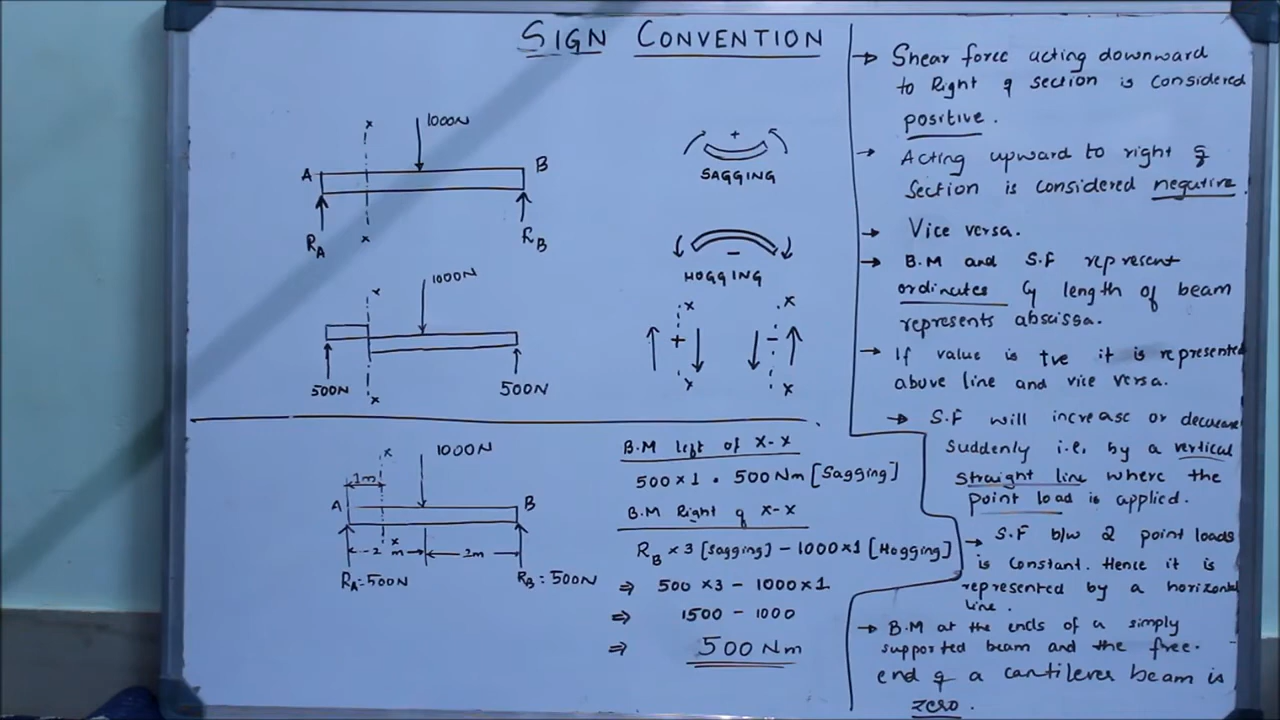 SIGN CONVENTION
x
1000N
A
B
x
RA
RB
x
1000N
500N
x
500N
+
SAGGING
-
HOGGING
x
x
+
-
x
x
x
1000N
1m
A
B
x
2 m
2m
RA=500N
RB=500N
B.M left of x-x
500×1 = 500Nm [Sagging]
B.M Right of x-x
RB ×3 [Sagging] - 1000×1 [Hogging]
⇒ 500 ×3 - 1000×1
⇒ 1500 - 1000
⇒ 500 Nm
→ Shear force acting downward
to Right of section is considered
positive.
→ Acting upward to right of
Section is considered negative.
→ Vice versa.
→ B.M and S.F represent
ordinates & length of beam
represents abscissa.
→ If value is +ve it is represented
above line and vice versa.
→ S.F will increase or decrease
suddenly i.e, by a vertical
straight line where the
point load is applied.
→ S.F b/w 2 point loads
is constant. Hence it is
represented by a horizontal
line.
→ B.M at the ends of a simply
supported beam and the free.
end of a cantilever beam is
zero.